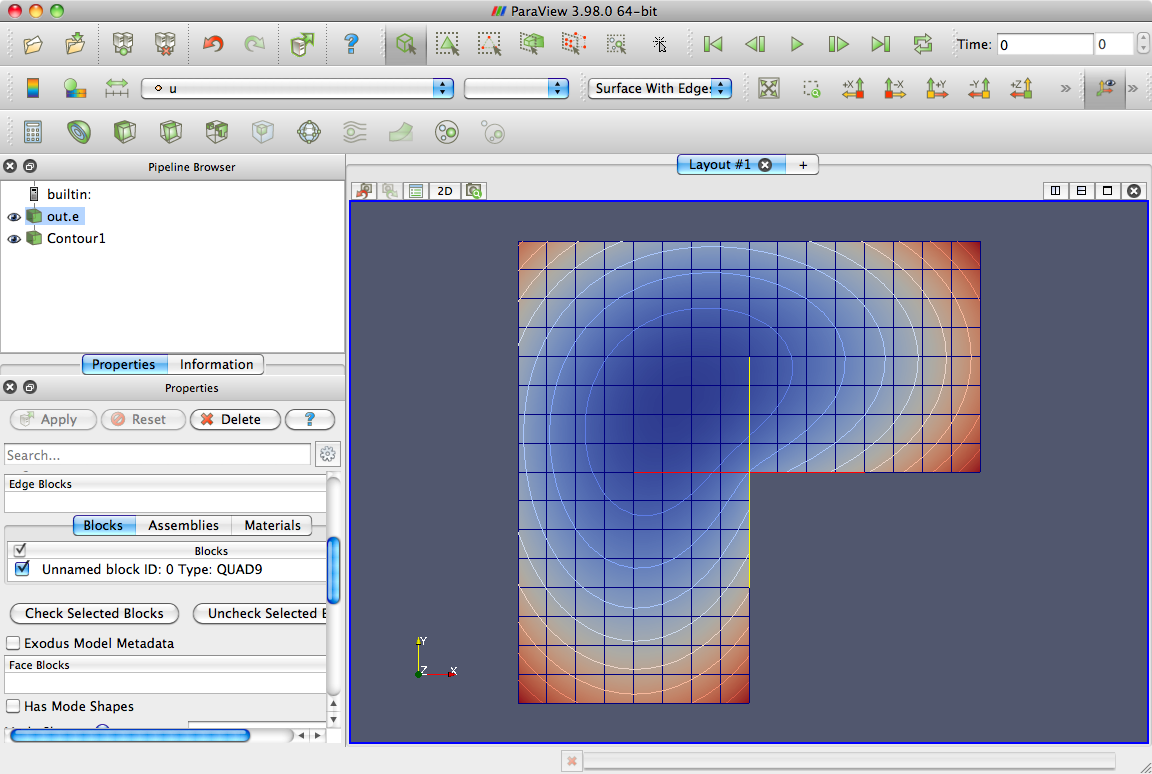 ParaView 3.98.0 64-bit
Time: 0 0
u Surface With Edges
+X -X +Y -Y +Z »
»
Pipeline Browser
Layout #1 +
builtin:
2D
out.e
Contour1
Properties Information
Properties
Apply Reset Delete ?
Search...
Edge Blocks
Blocks Assemblies Materials
Blocks
Unnamed block ID: 0 Type: QUAD9
Check Selected Blocks Uncheck Selected
Exodus Model Metadata
Face Blocks
Has Mode Shapes
Y
Z X